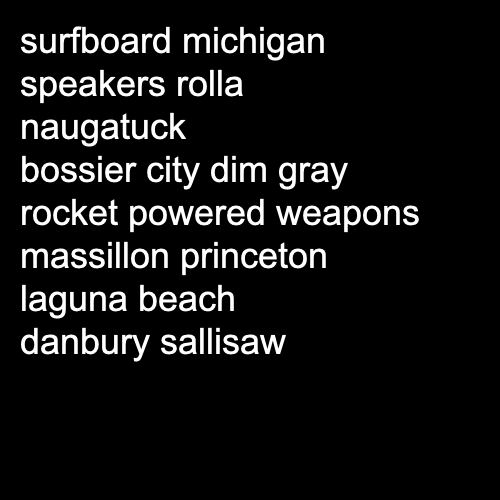 surfboard michigan
speakers rolla
naugatuck
bossier city dim gray
rocket powered weapons
massillon princeton
laguna beach
danbury sallisaw